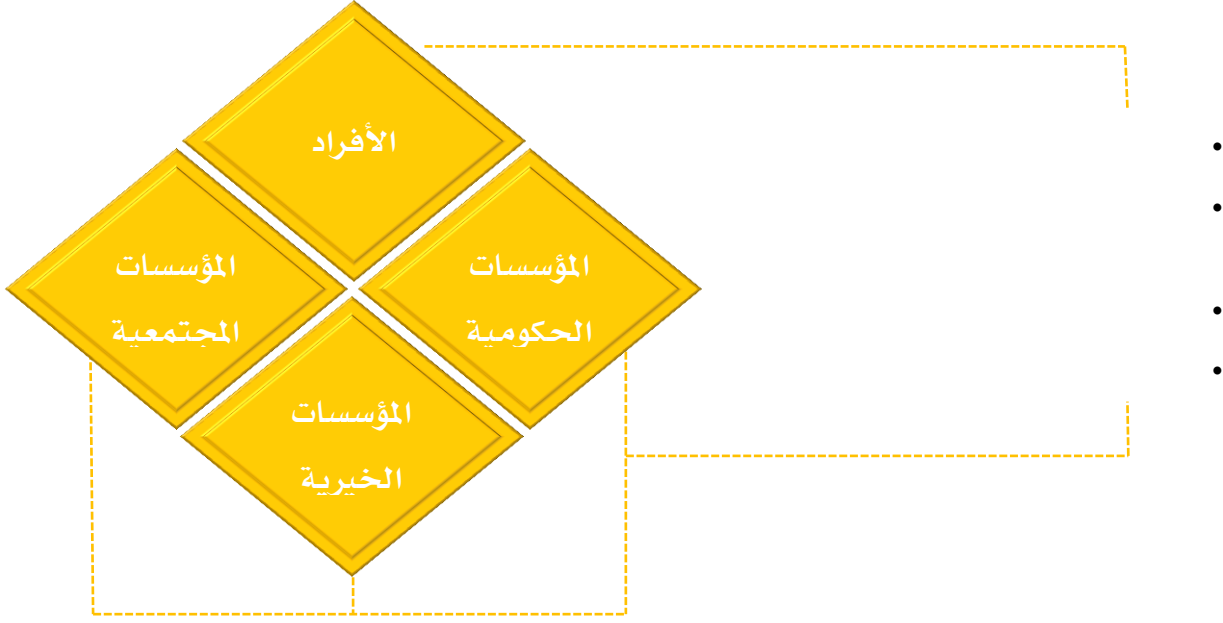 الأفراد
المؤسسات
الحكومية
المؤسسات
المجتمعية
المؤسسات
الخيرية